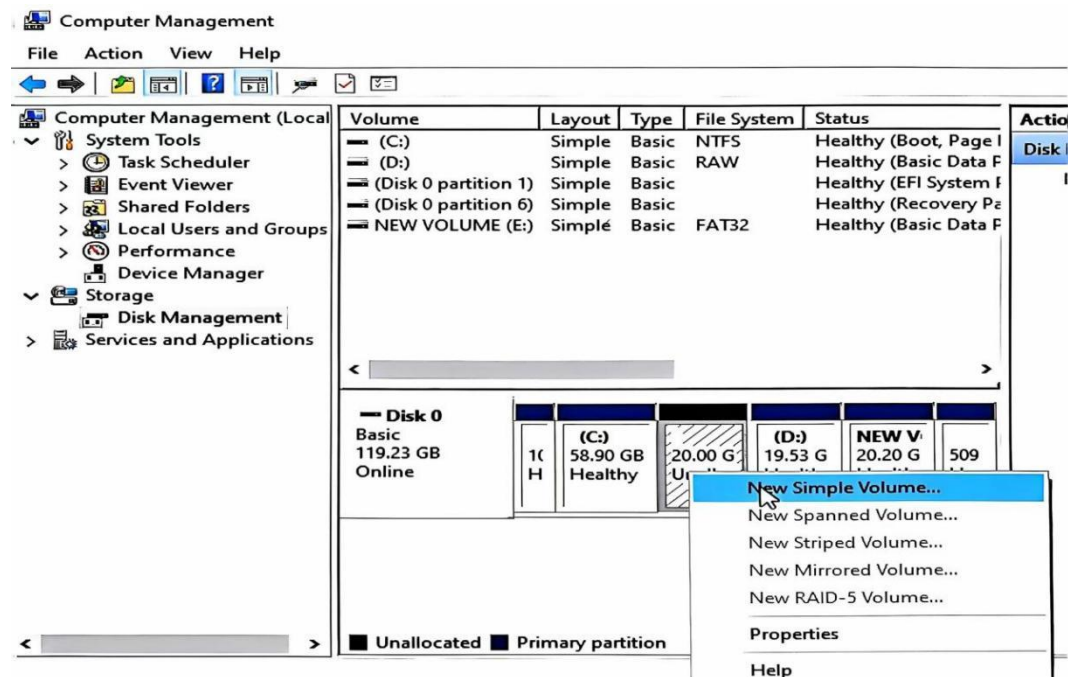 Computer Management
File Action View Help
Computer Management (Local
System Tools
Task Scheduler
Event Viewer
Shared Folders
Local Users and Groups
Performance
Device Manager
Storage
Disk Management
Services and Applications
Volume Layout Type File System Status
(C:) Simple Basic NTFS Healthy (Boot, Page
(D:) Simple Basic RAW Healthy (Basic Data P
(Disk 0 partition 1) Simple Basic Healthy (EFI System
(Disk 0 partition 6) Simple Basic Healthy (Recovery Pa
NEW VOLUME (E:) Simple Basic FAT32 Healthy (Basic Data P
Actio
Disk
Disk 0
Basic
119.23 GB
Online
(C:)
58.90 GB
Healthy
20.00 G
(D:)
19.53 G
NEW V
20.20 G
509
H
New Simple Volume...
New Spanned Volume...
New Striped Volume...
New Mirrored Volume...
New RAID-5 Volume...
Properties
Help
Unallocated Primary partition